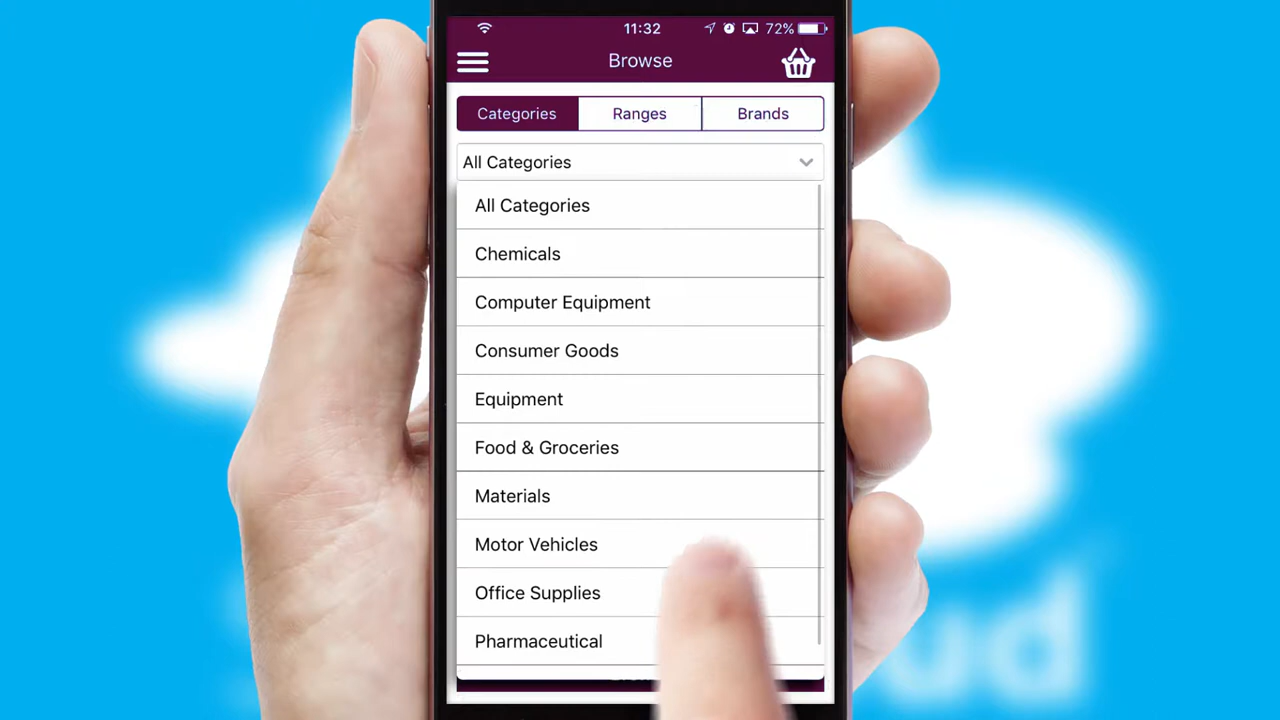 11:32
72%
Browse
Categories
Ranges
Brands
All Categories
All Categories
Chemicals
Computer Equipment
Consumer Goods
Equipment
Food & Groceries
Materials
Motor Vehicles
Office Supplies
Pharmaceutical